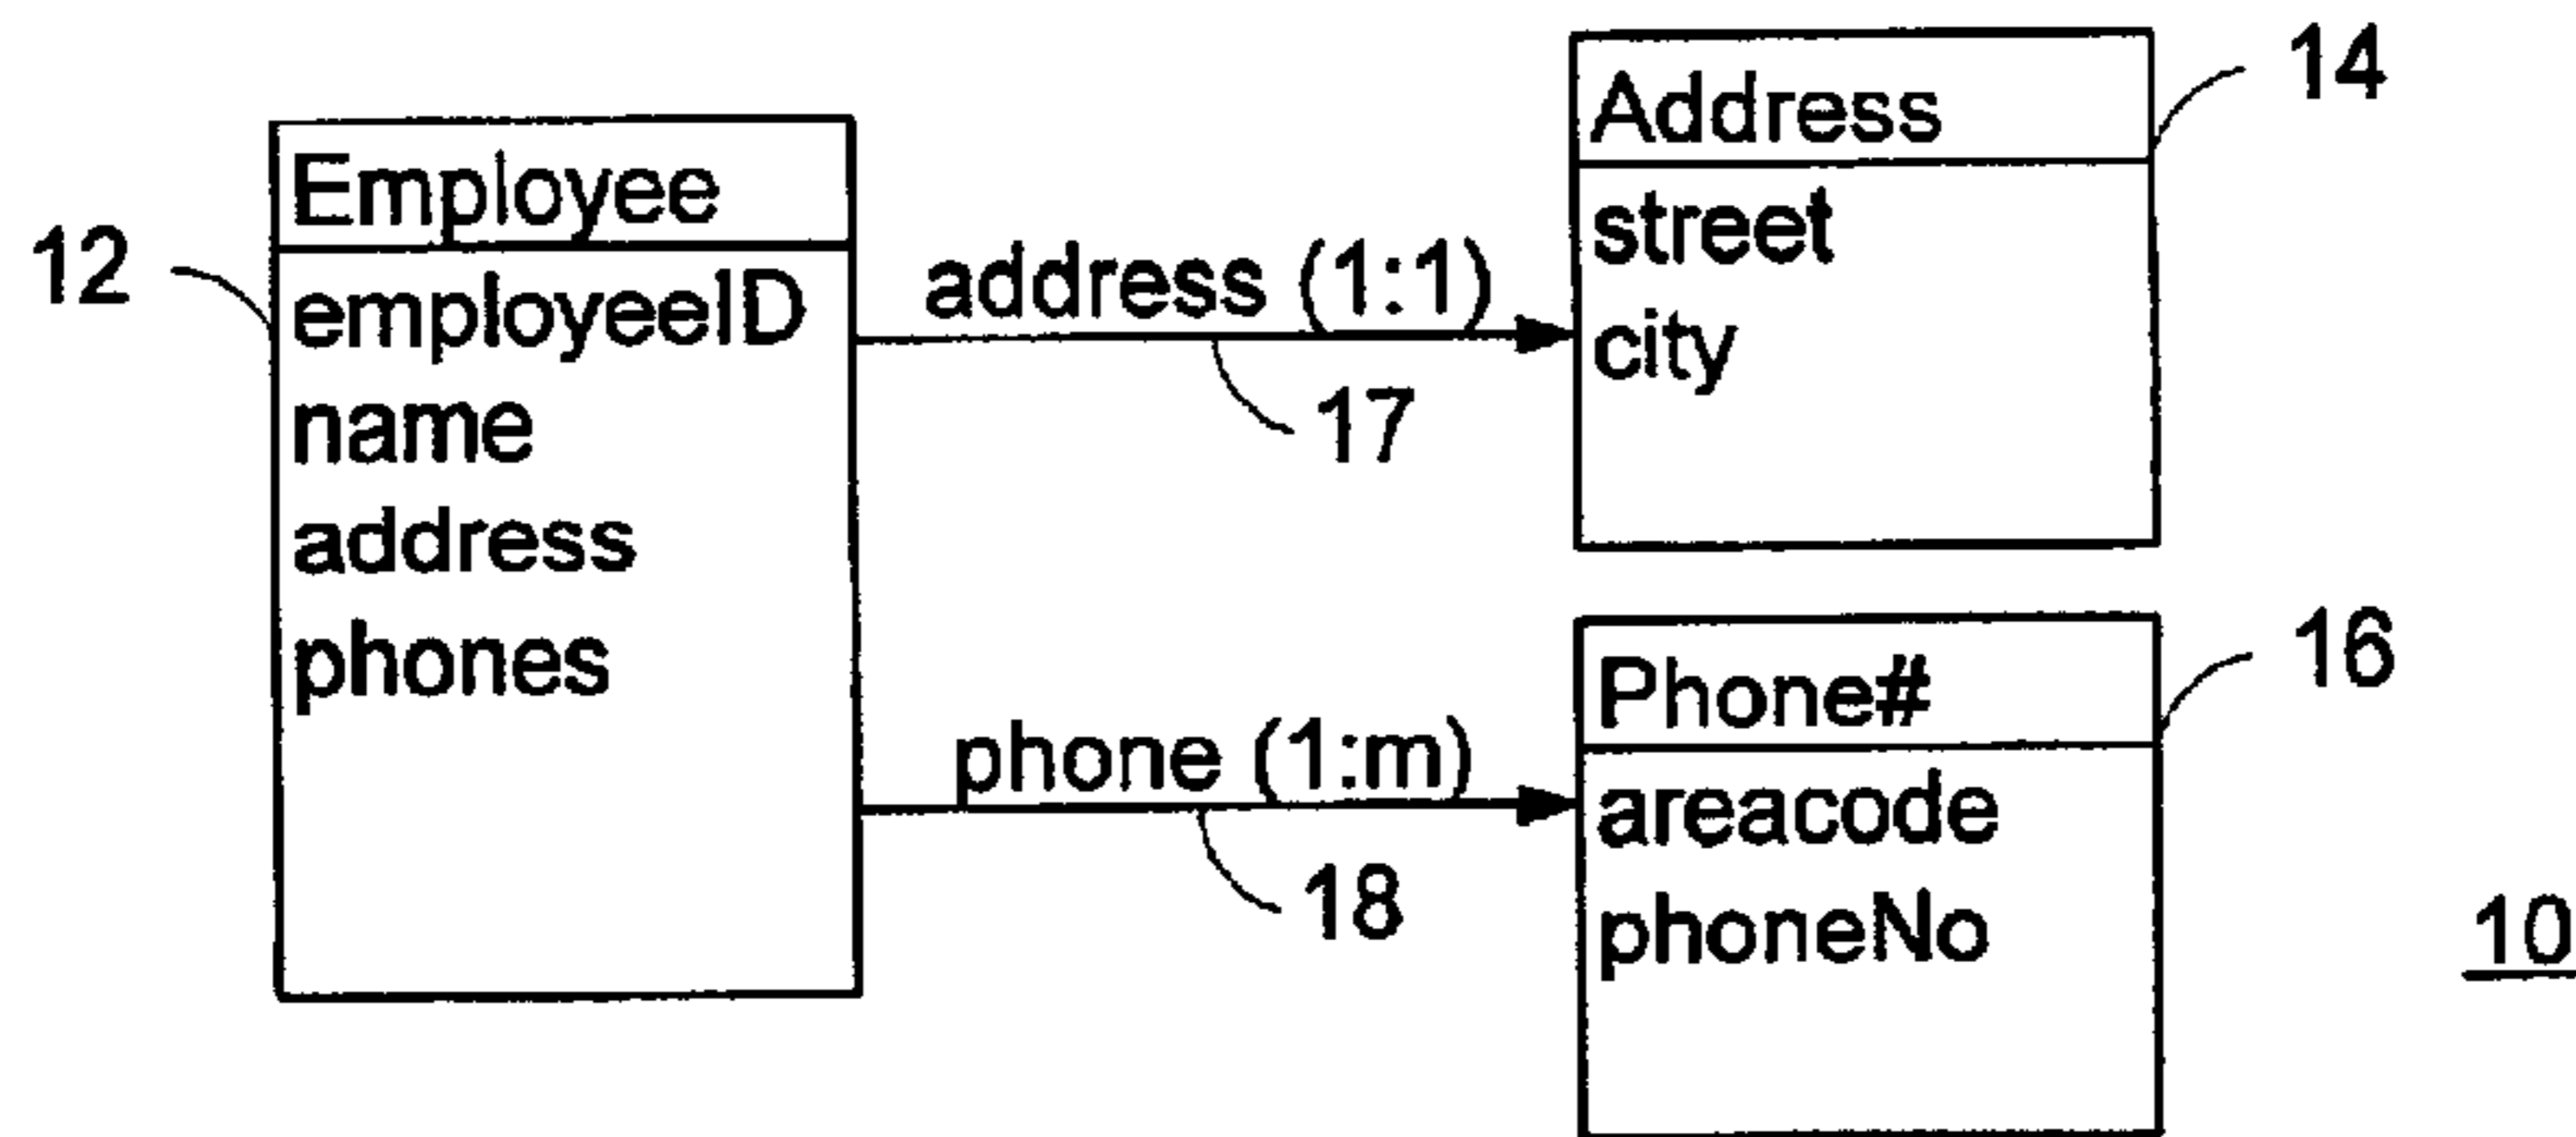 12
Employee
employeeID
name
address
phones
address (1:1)
17
phone (1:m)
18
Address
street
city
14
Phone#
areacode
phoneNo
16
10